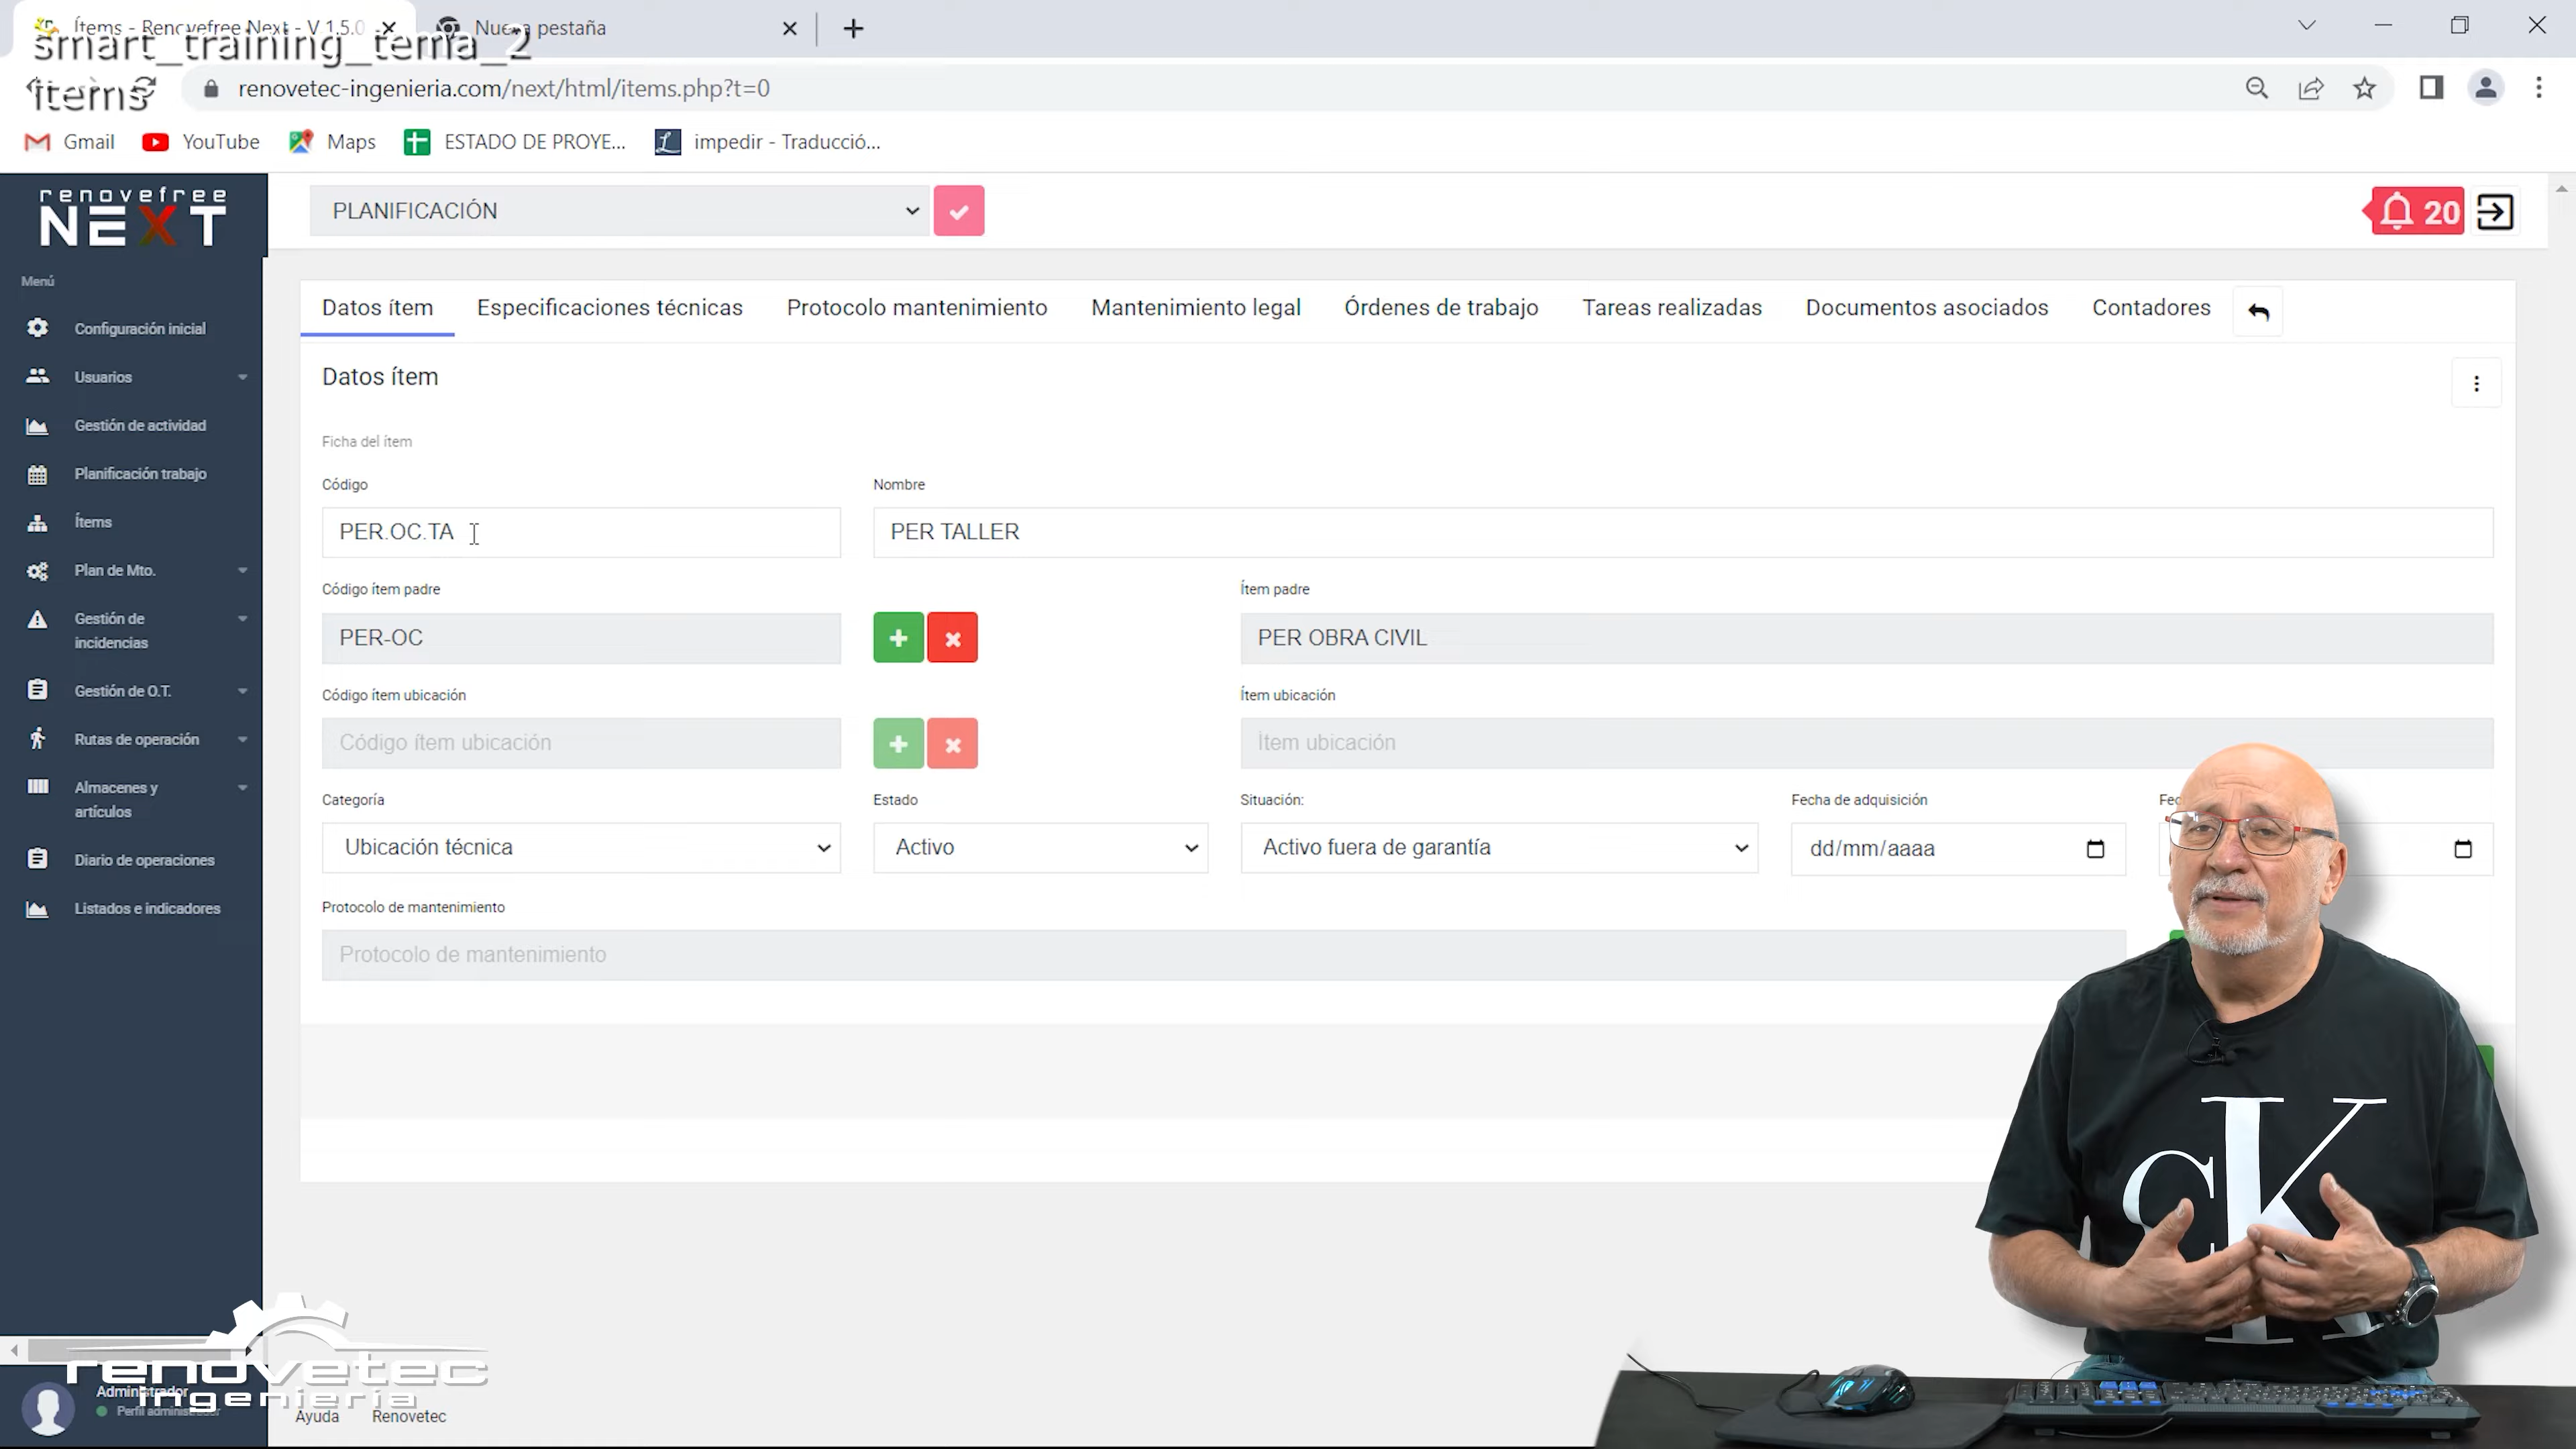 Ítems - Renovefree Next - V 1.5.0
Nueva pestaña
smart_training_tema_2
items
renovetec-ingenieria.com/next/html/items.php?t=0
Gmail
YouTube
Maps
ESTADO DE PROYE...
impedir - Traducció...
renovefree
NEXT
PLANIFICACIÓN
20
Menú
Configuración inicial
Usuarios
Gestión de actividad
Planificación trabajo
Ítems
Plan de Mto.
Gestión de
incidencias
Gestión de O.T.
Rutas de operación
Almacenes y
artículos
Diario de operaciones
Listados e indicadores
Datos ítem
Especificaciones técnicas
Protocolo mantenimiento
Mantenimiento legal
Órdenes de trabajo
Tareas realizadas
Documentos asociados
Contadores
Datos ítem
Ficha del ítem
Código
Nombre
PER.OC.TA
PER TALLER
Código ítem padre
Ítem padre
PER-OC
PER OBRA CIVIL
Código ítem ubicación
Ítem ubicación
Código ítem ubicación
Ítem ubicación
Categoría
Estado
Situación:
Fecha de adquisición
Ubicación técnica
Activo
Activo fuera de garantía
dd/mm/aaaa
Protocolo de mantenimiento
Protocolo de mantenimiento
cK
renovetec
ingeniería
Administrador
Perfil administrador
Ayuda
Renovetec